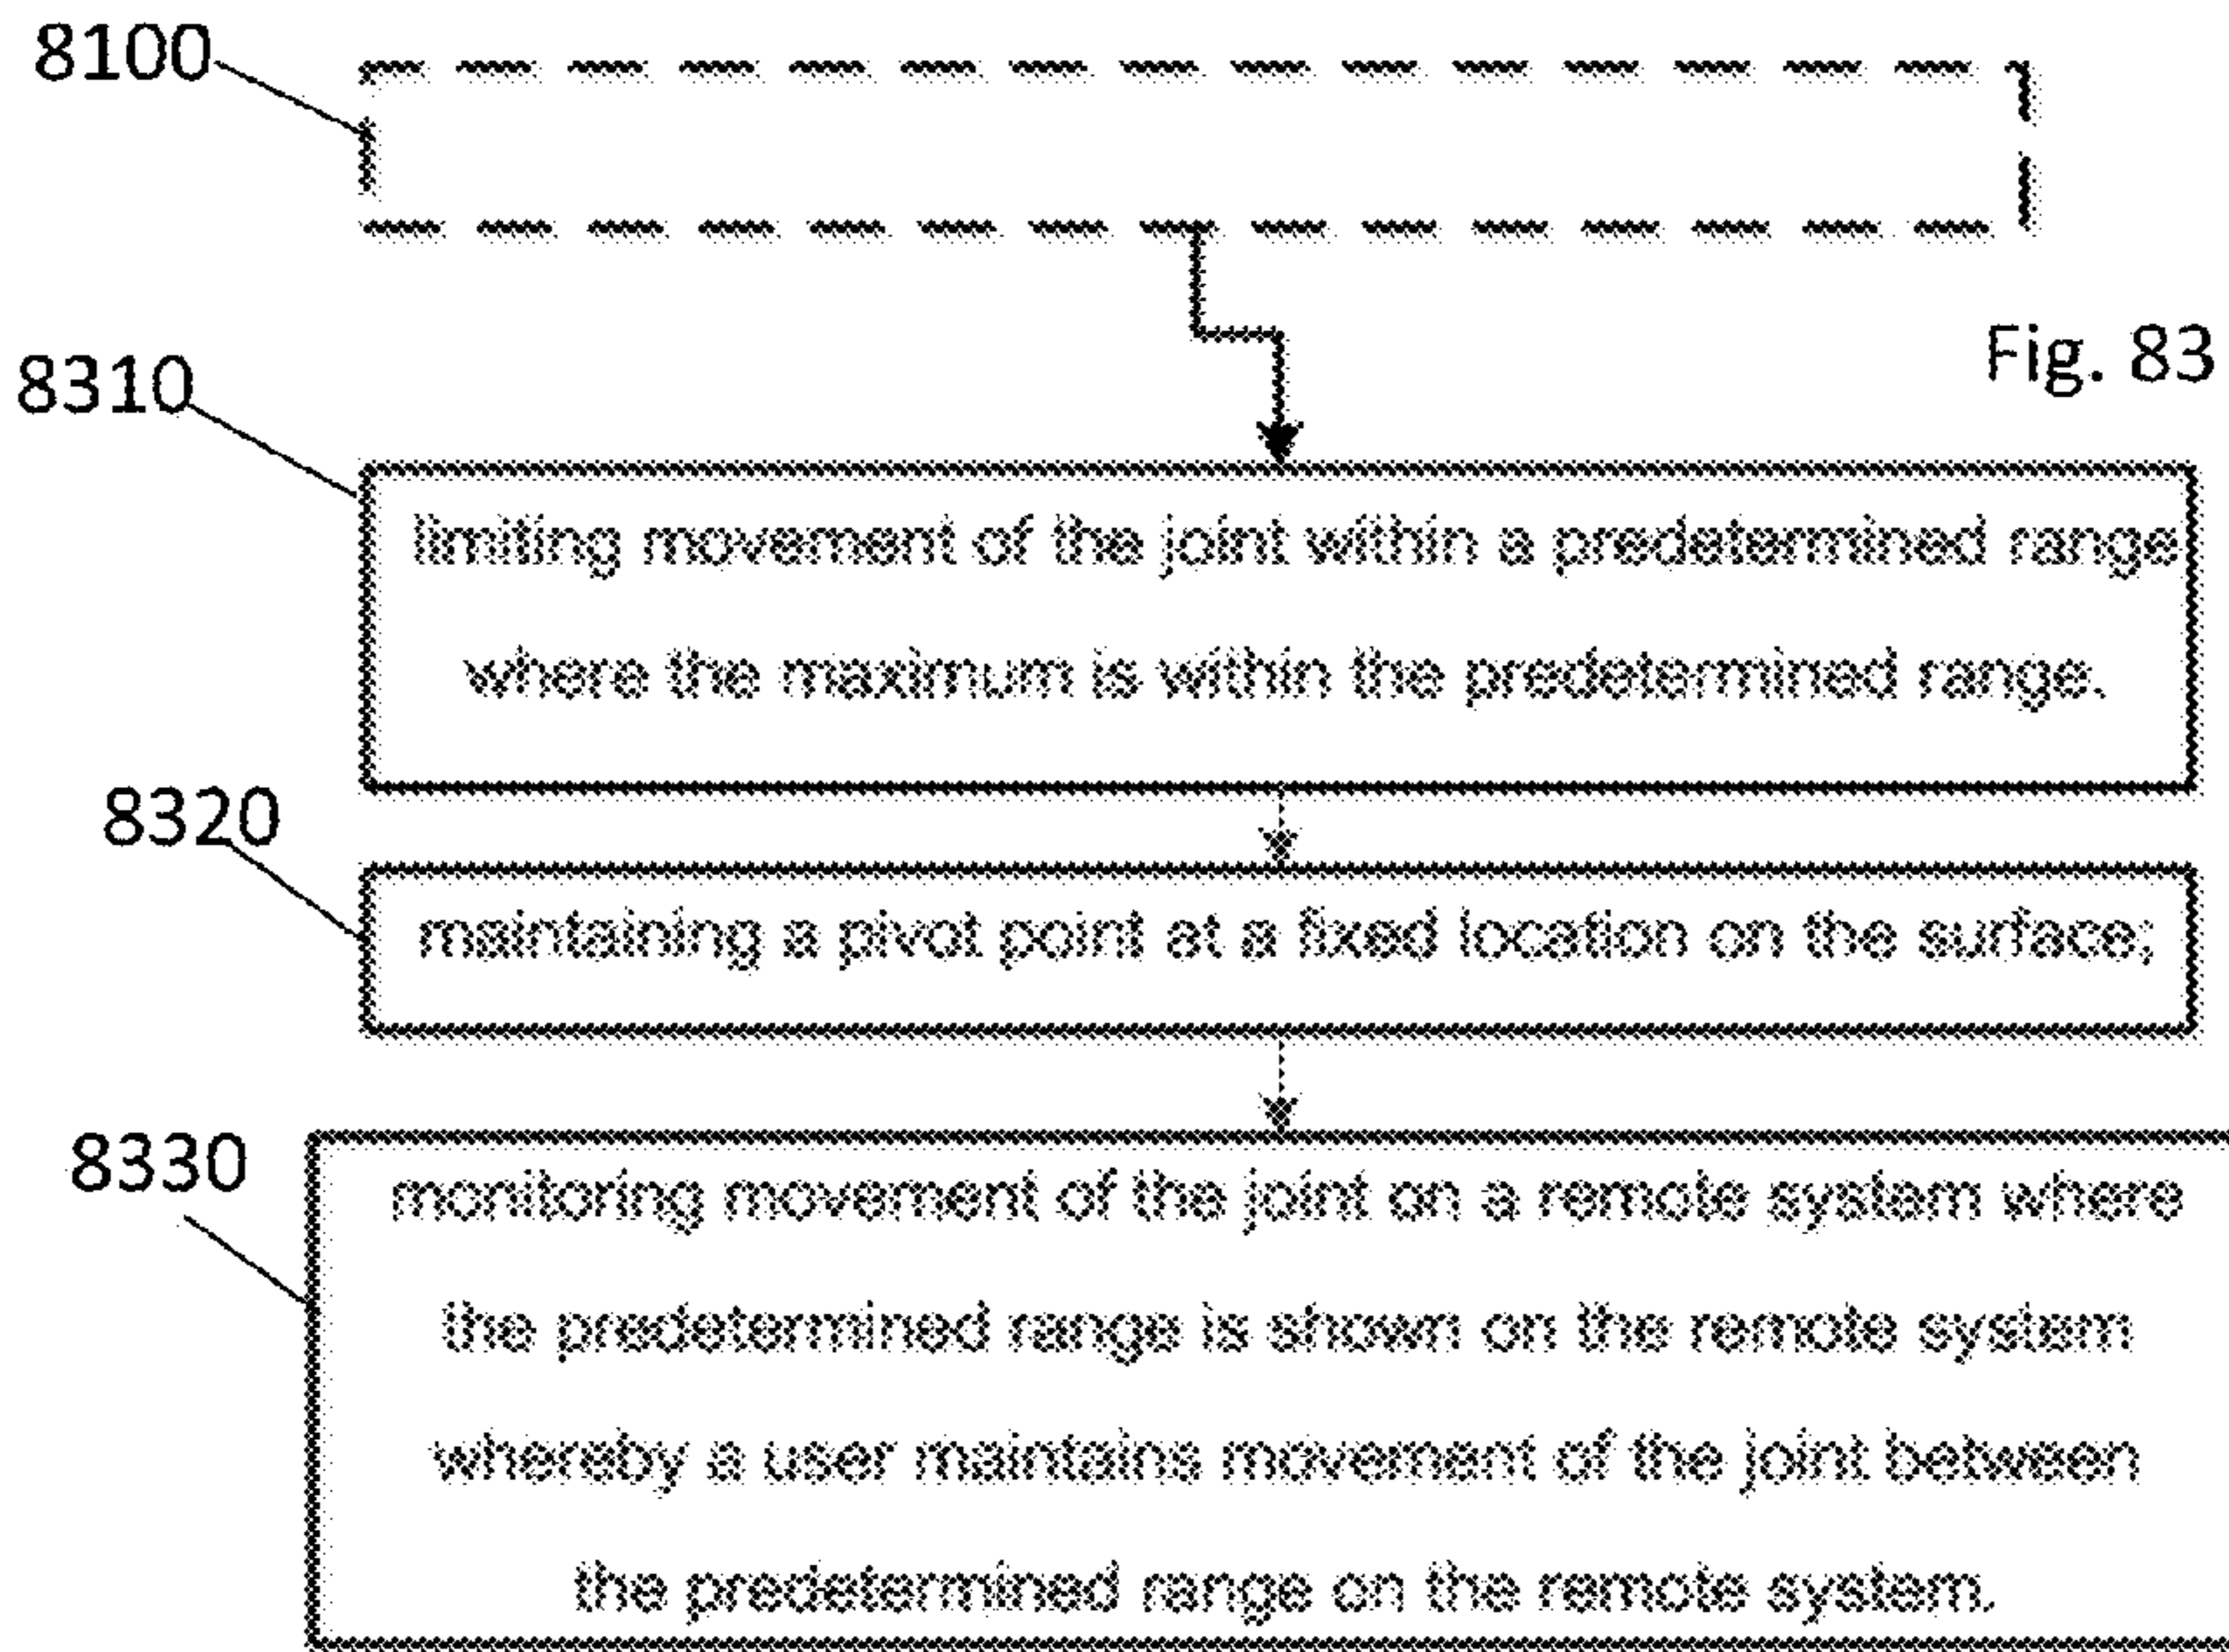 8100
Fig. 83
8310
limiting movement of the joint within a predetermined range
where the maximum is within the predetermined range.
8320
maintaining a pivot point at a fixed location on the surface;
8330
monitoring movement of the joint on a remote system where
the predetermined range is shown on the remote system
whereby a user maintains movement of the joint between
the predetermined range on the remote system.